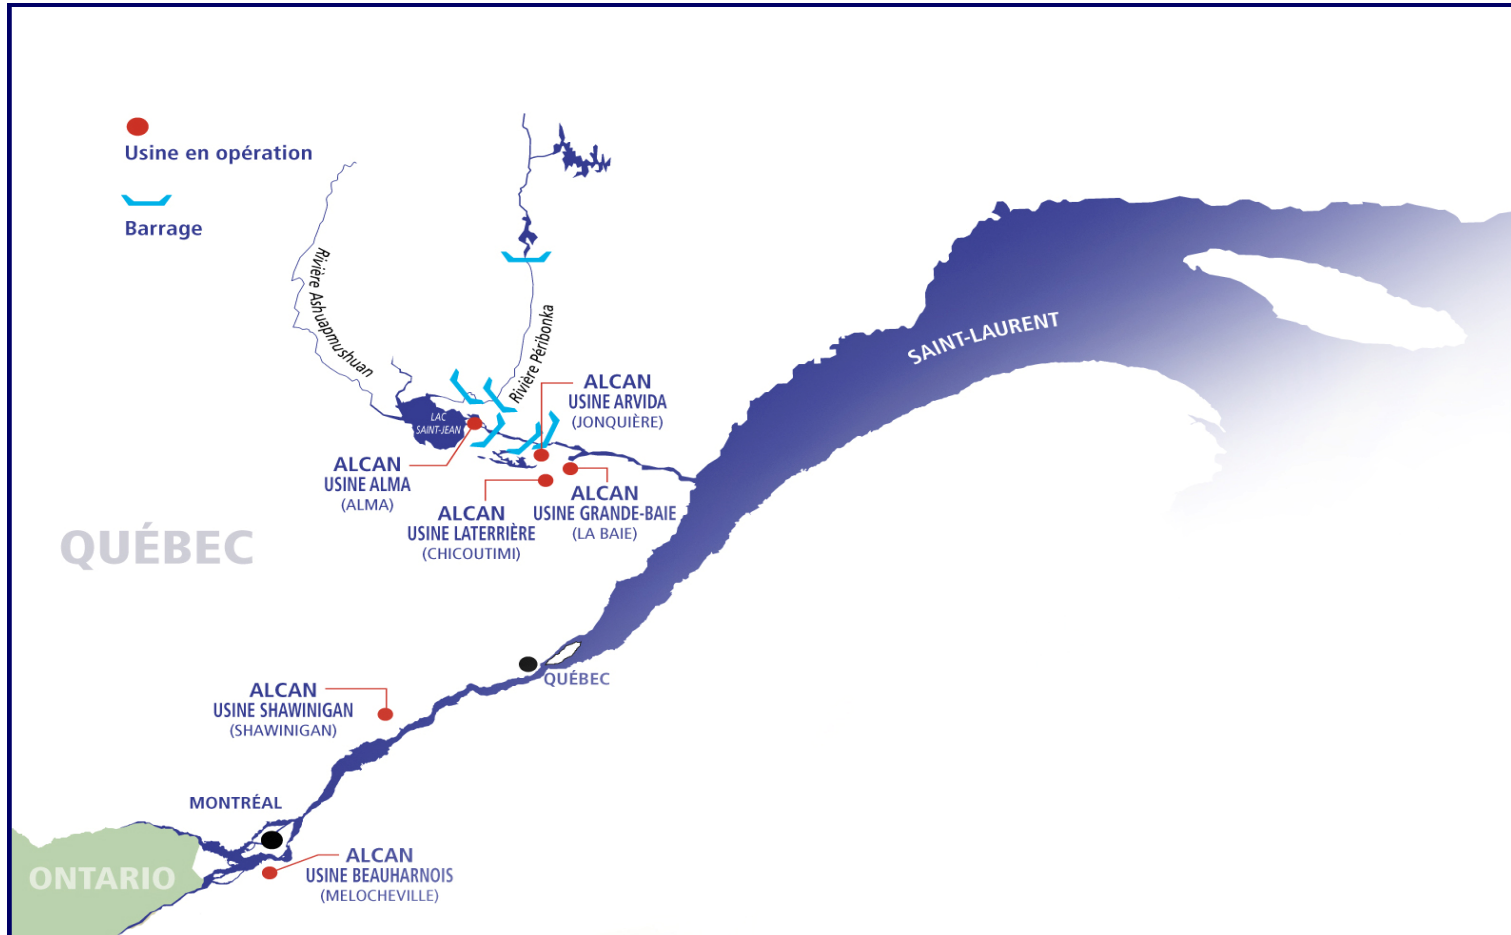 Usine en opération
Barrage
Rivière Ashuapmushuan
Rivière Péribonka
SAINT-LAURENT
LAC
SAINT-JEAN
ALCAN
USINE ARVIDA
(JONQUIÈRE)
ALCAN
USINE ALMA
(ALMA)
ALCAN
USINE LATERRIÈRE
(CHICOUTIMI)
ALCAN
USINE GRANDE-BAIE
(LA BAIE)
QUÉBEC
QUÉBEC
ALCAN
USINE SHAWINIGAN
(SHAWINIGAN)
MONTRÉAL
ONTARIO
ALCAN
USINE BEAUHARNOIS
(MELOCHEVILLE)